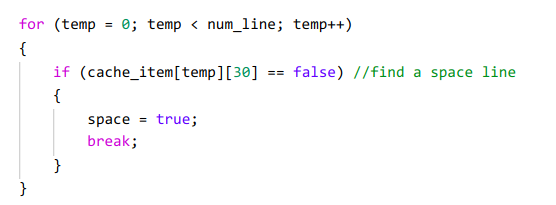 for (temp = 0; temp < num_line; temp++)
{
    if (cache_item[temp][30] == false) //find a space line
    {
        space = true;
        break;
    }
}